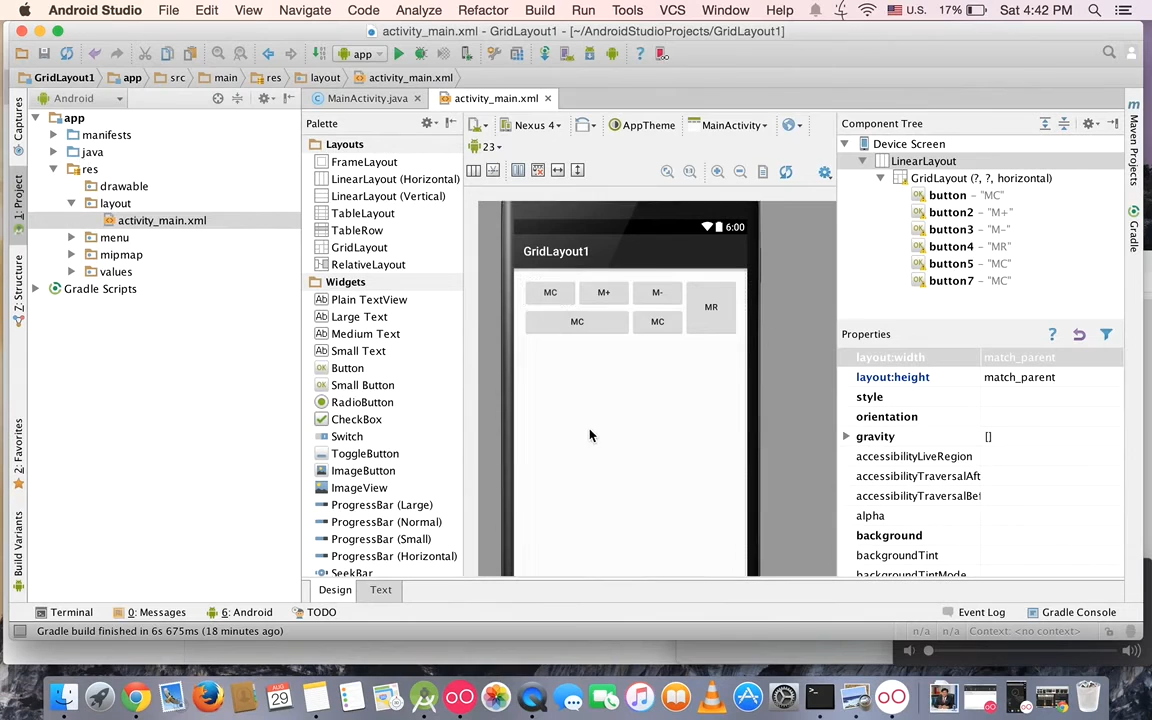 Android Studio File Edit View Navigate Code Analyze Refactor Build Run Tools VCS Window Help U.S. 17% Sat 4:42 PM
activity_main.xml - GridLayout1 - [~/AndroidStudioProjects/GridLayout1]
app
GridLayout1 app src main res layout activity_main.xml
Android
MainActivity.java
activity_main.xml
Captures
1: Project
Z: Structure
2: Favorites
Build Variants
app
manifests
java
res
drawable
layout
activity_main.xml
menu
mipmap
values
Gradle Scripts
Palette
Layouts
FrameLayout
LinearLayout (Horizontal)
LinearLayout (Vertical)
TableLayout
TableRow
GridLayout
RelativeLayout
Widgets
Plain TextView
Large Text
Medium Text
Small Text
Button
Small Button
RadioButton
CheckBox
Switch
ToggleButton
ImageButton
ImageView
ProgressBar (Large)
ProgressBar (Normal)
ProgressBar (Small)
ProgressBar (Horizontal)
SeekBar
Nexus 4 AppTheme MainActivity
23
6:00
GridLayout1
MC M+ M- MR
MC MC
Component Tree
Device Screen
LinearLayout
GridLayout (?, ?, horizontal)
button - "MC"
button2 - "M+"
button3 - "M-"
button4 - "MR"
button5 - "MC"
button7 - "MC"
Properties
layout:width match_parent
layout:height match_parent
style
orientation
gravity []
accessibilityLiveRegion
accessibilityTraversalAft
accessibilityTraversalBef
alpha
background
backgroundTint
backgroundTintMode
Maven Projects
Gradle
Design Text
Terminal 0: Messages 6: Android TODO Event Log Gradle Console
Gradle build finished in 6s 675ms (18 minutes ago) n/a n/a Context: <no context>
AUG
29